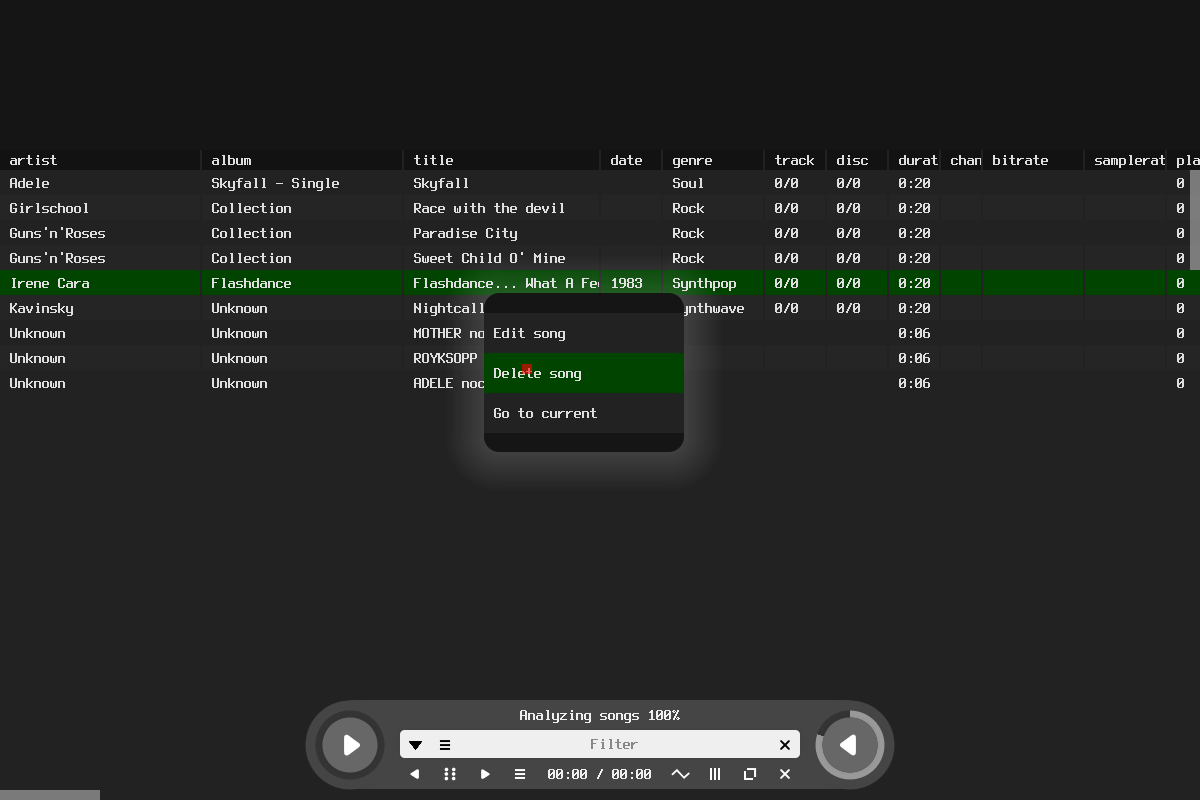 artist album title date genre track disc durat chan bitrate samplerat pla
Adele Skyfall - Single Skyfall Soul 0/0 0/0 0:20 0
Girlschool Collection Race with the devil Rock 0/0 0/0 0:20 0
Guns'n'Roses Collection Paradise City Rock 0/0 0/0 0:20 0
Guns'n'Roses Collection Sweet Child O' Mine Rock 0/0 0/0 0:20 0
Irene Cara Flashdance Flashdance... What A Fe 1983 Synthpop 0/0 0/0 0:20 0
Kavinsky Unknown Nightcall ynthwave 0/0 0/0 0:20 0
Unknown Unknown MOTHER no 0:06 0
Unknown Unknown ROYKSOPP 0:06 0
Unknown Unknown ADELE noc 0:06 0
Edit song
Delete song
Go to current
Analyzing songs 100%
Filter
00:00 / 00:00